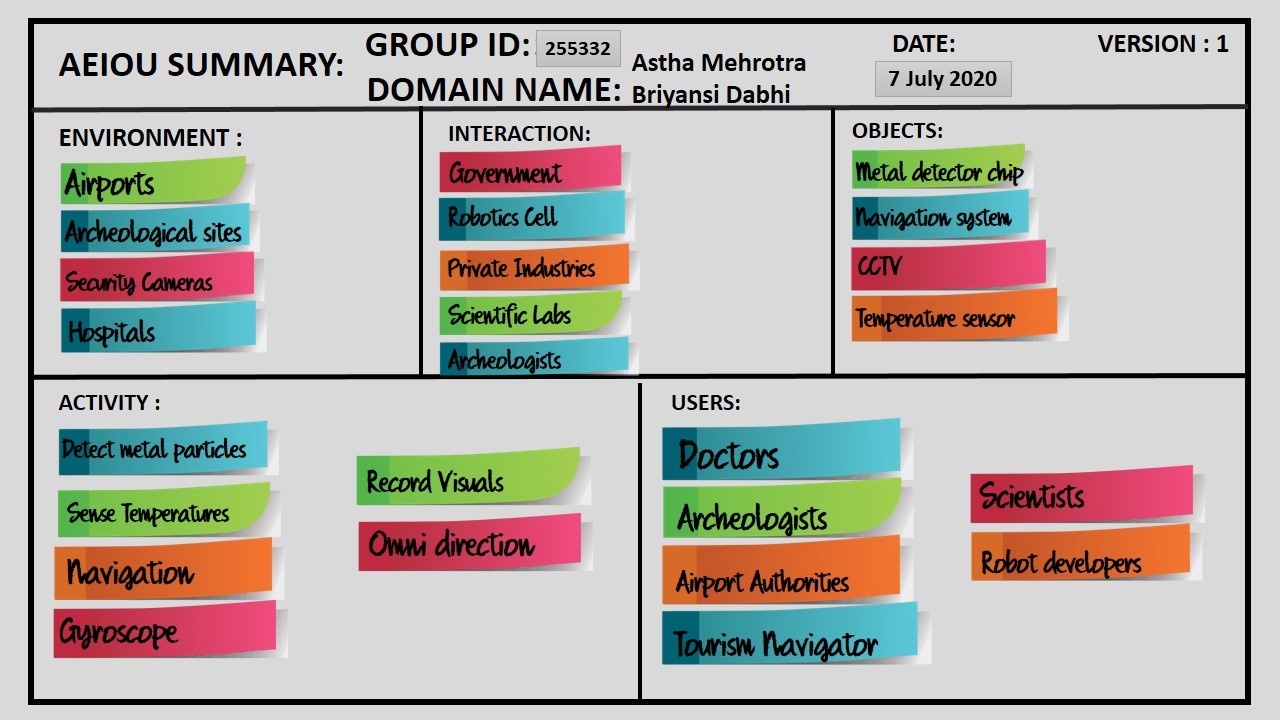 AEIOU SUMMARY:
GROUP ID: 255332
DOMAIN NAME:
Astha Mehrotra
Briyansi Dabhi
DATE:
7 July 2020
VERSION : 1
ENVIRONMENT :
Airports
Archeological sites
Security Cameras
Hospitals
INTERACTION:
Government
Robotics Cell
Private Industries
Scientific Labs
Archeologists
OBJECTS:
Metal detector chip
Navigation system
CCTV
Temperature sensor
ACTIVITY :
Detect metal particles
Sense Temperatures
Navigation
Gyroscope
Record Visuals
Omni direction
USERS:
Doctors
Archeologists
Airport Authorities
Tourism Navigator
Scientists
Robot developers